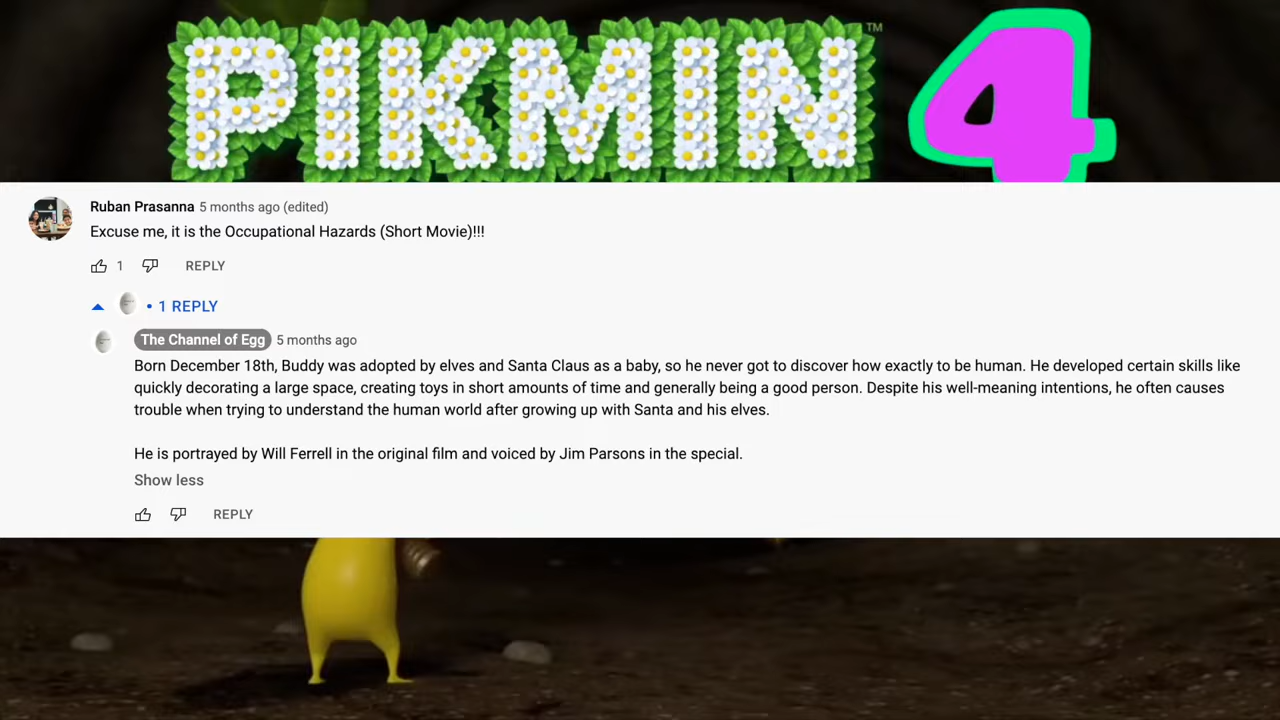 PIKMIN™ 4
Ruban Prasanna 5 months ago (edited)
Excuse me, it is the Occupational Hazards (Short Movie)!!!
1 REPLY
• 1 REPLY
The Channel of Egg 5 months ago
Born December 18th, Buddy was adopted by elves and Santa Claus as a baby, so he never got to discover how exactly to be human. He developed certain skills like
quickly decorating a large space, creating toys in short amounts of time and generally being a good person. Despite his well-meaning intentions, he often causes
trouble when trying to understand the human world after growing up with Santa and his elves.
He is portrayed by Will Ferrell in the original film and voiced by Jim Parsons in the special.
Show less
REPLY